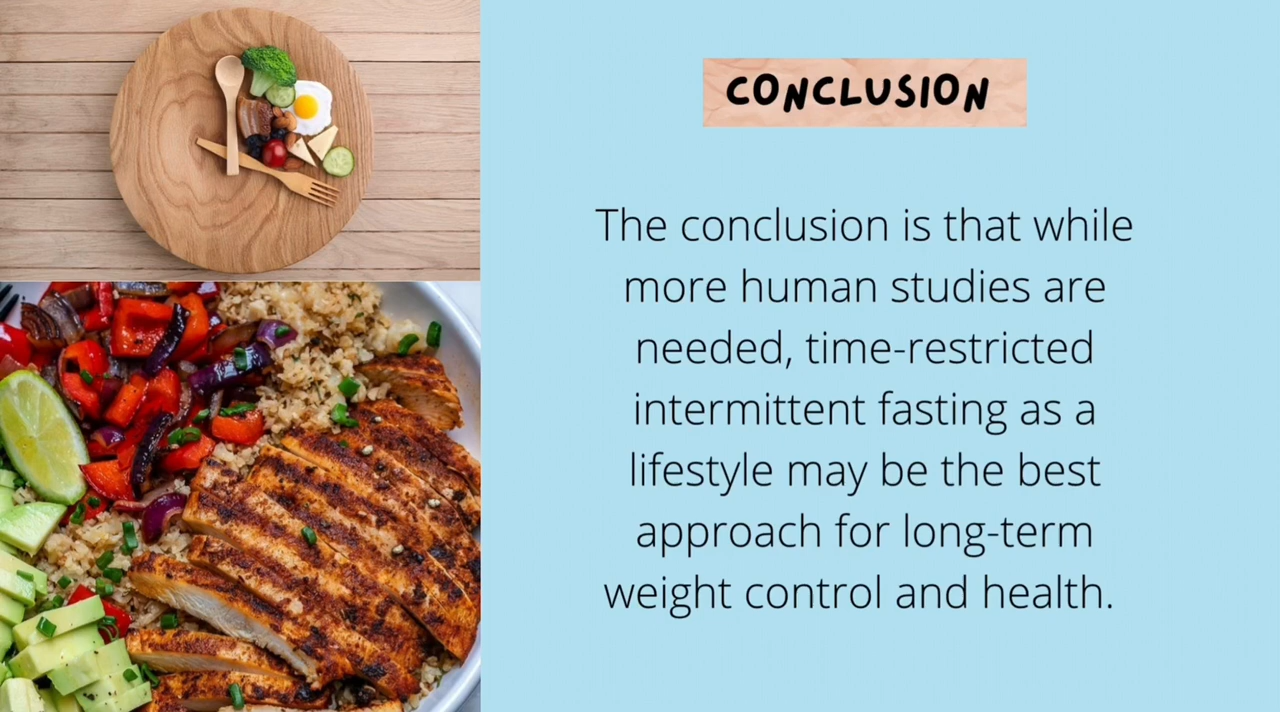 CONCLUSION
The conclusion is that while
more human studies are
needed, time-restricted
intermittent fasting as a
lifestyle may be the best
approach for long-term
weight control and health.